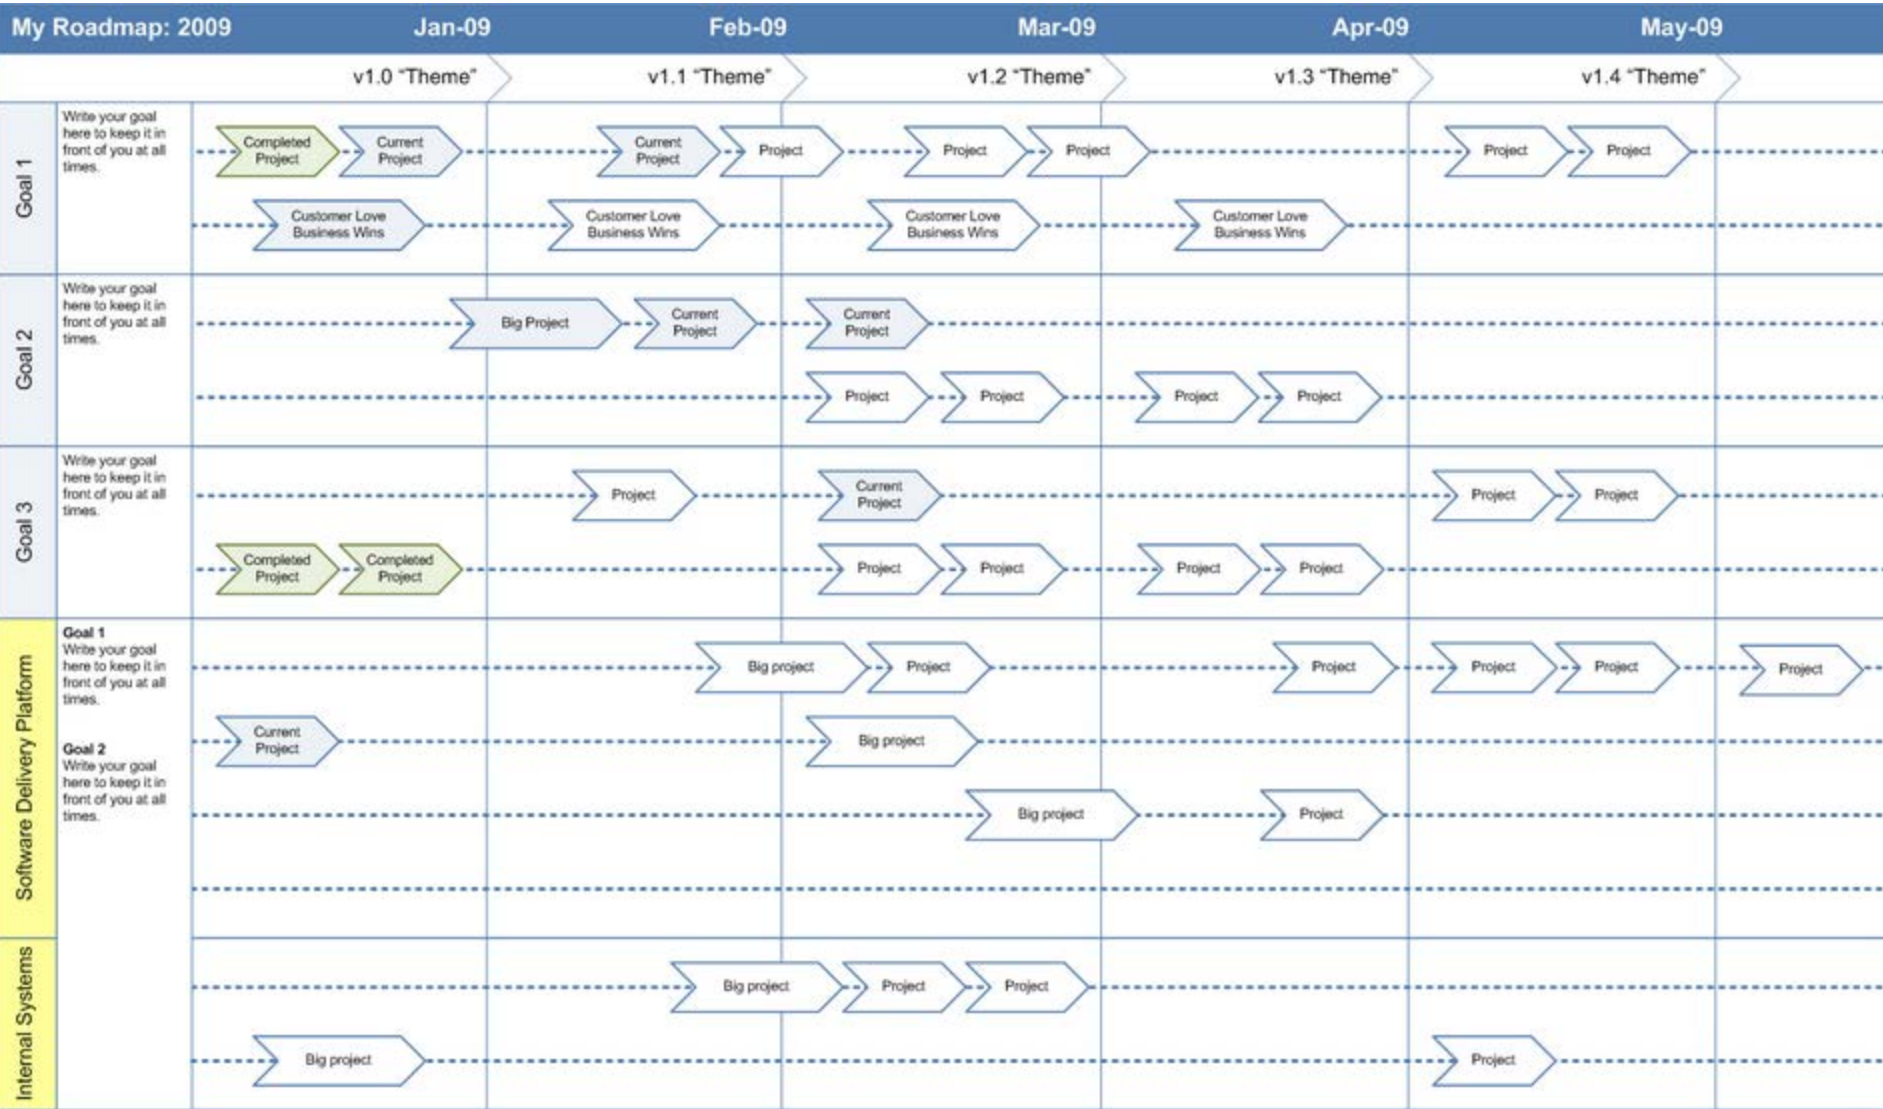 My Roadmap: 2009 Jan-09 Feb-09 Mar-09 Apr-09 May-09
v1.0 “Theme” v1.1 “Theme” v1.2 “Theme” v1.3 “Theme” v1.4 “Theme”
Goal 1
Write your goal
here to keep it in
front of you at all
times.
Completed
Project
Current
Project
Current
Project
Project
Project
Project
Project
Project
Customer Love
Business Wins
Customer Love
Business Wins
Customer Love
Business Wins
Customer Love
Business Wins
Goal 2
Write your goal
here to keep it in
front of you at all
times.
Big Project
Current
Project
Current
Project
Project
Project
Project
Project
Goal 3
Write your goal
here to keep it in
front of you at all
times.
Project
Current
Project
Project
Project
Completed
Project
Completed
Project
Project
Project
Project
Project
Software Delivery Platform
Goal 1
Write your goal
here to keep it in
front of you at all
times.
Goal 2
Write your goal
here to keep it in
front of you at all
times.
Big project
Project
Project
Project
Project
Project
Current
Project
Big project
Big project
Project
Internal Systems
Big project
Project
Project
Big project
Project